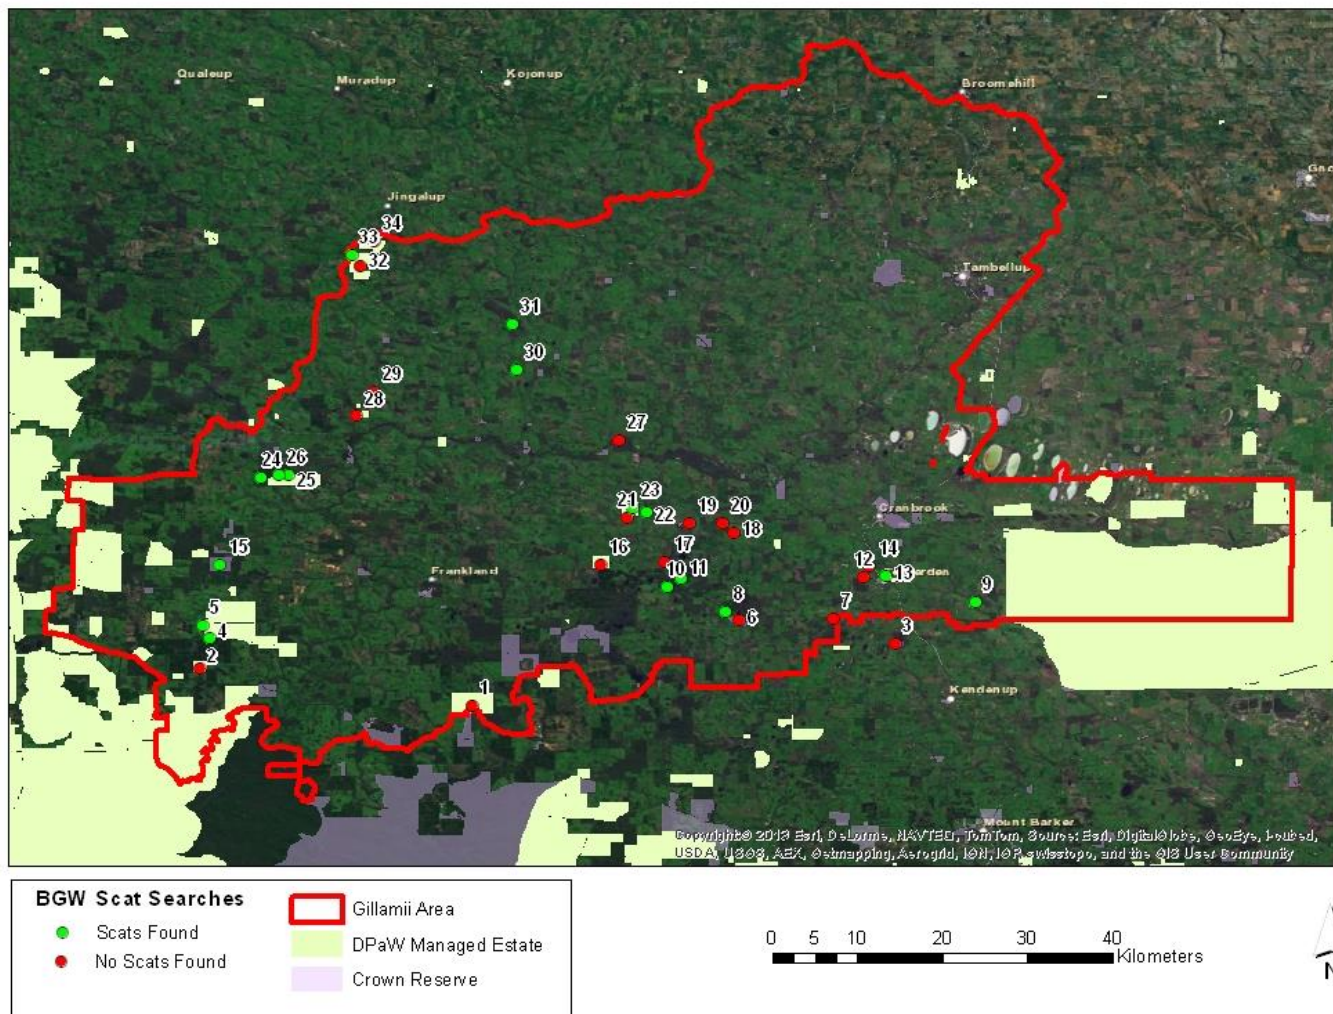 Qualeup
Muradup
Kojonup
Broomehill
Jingalup
34
33
32
Tambellup
31
30
29
28
27
24
26
25
21
23
22
19
20
18
Cranbrook
15
16
17
10
11
12
14
13
Frankland
9
8
6
7
5
4
3
2
1
Kendenup
Mount Barker
Copyright:© 2013 Esri, DeLorme, NAVTEQ, TomTom, Source: Esri, DigitalGlobe, GeoEye, i-cubed,
USDA, USGS, AEX, Getmapping, Aerogrid, IGN, IGP, swisstopo, and the GIS User Community
BGW Scat Searches
Scats Found
No Scats Found
Gillamii Area
DPaW Managed Estate
Crown Reserve
0 5 10 20 30 40
Kilometers
N